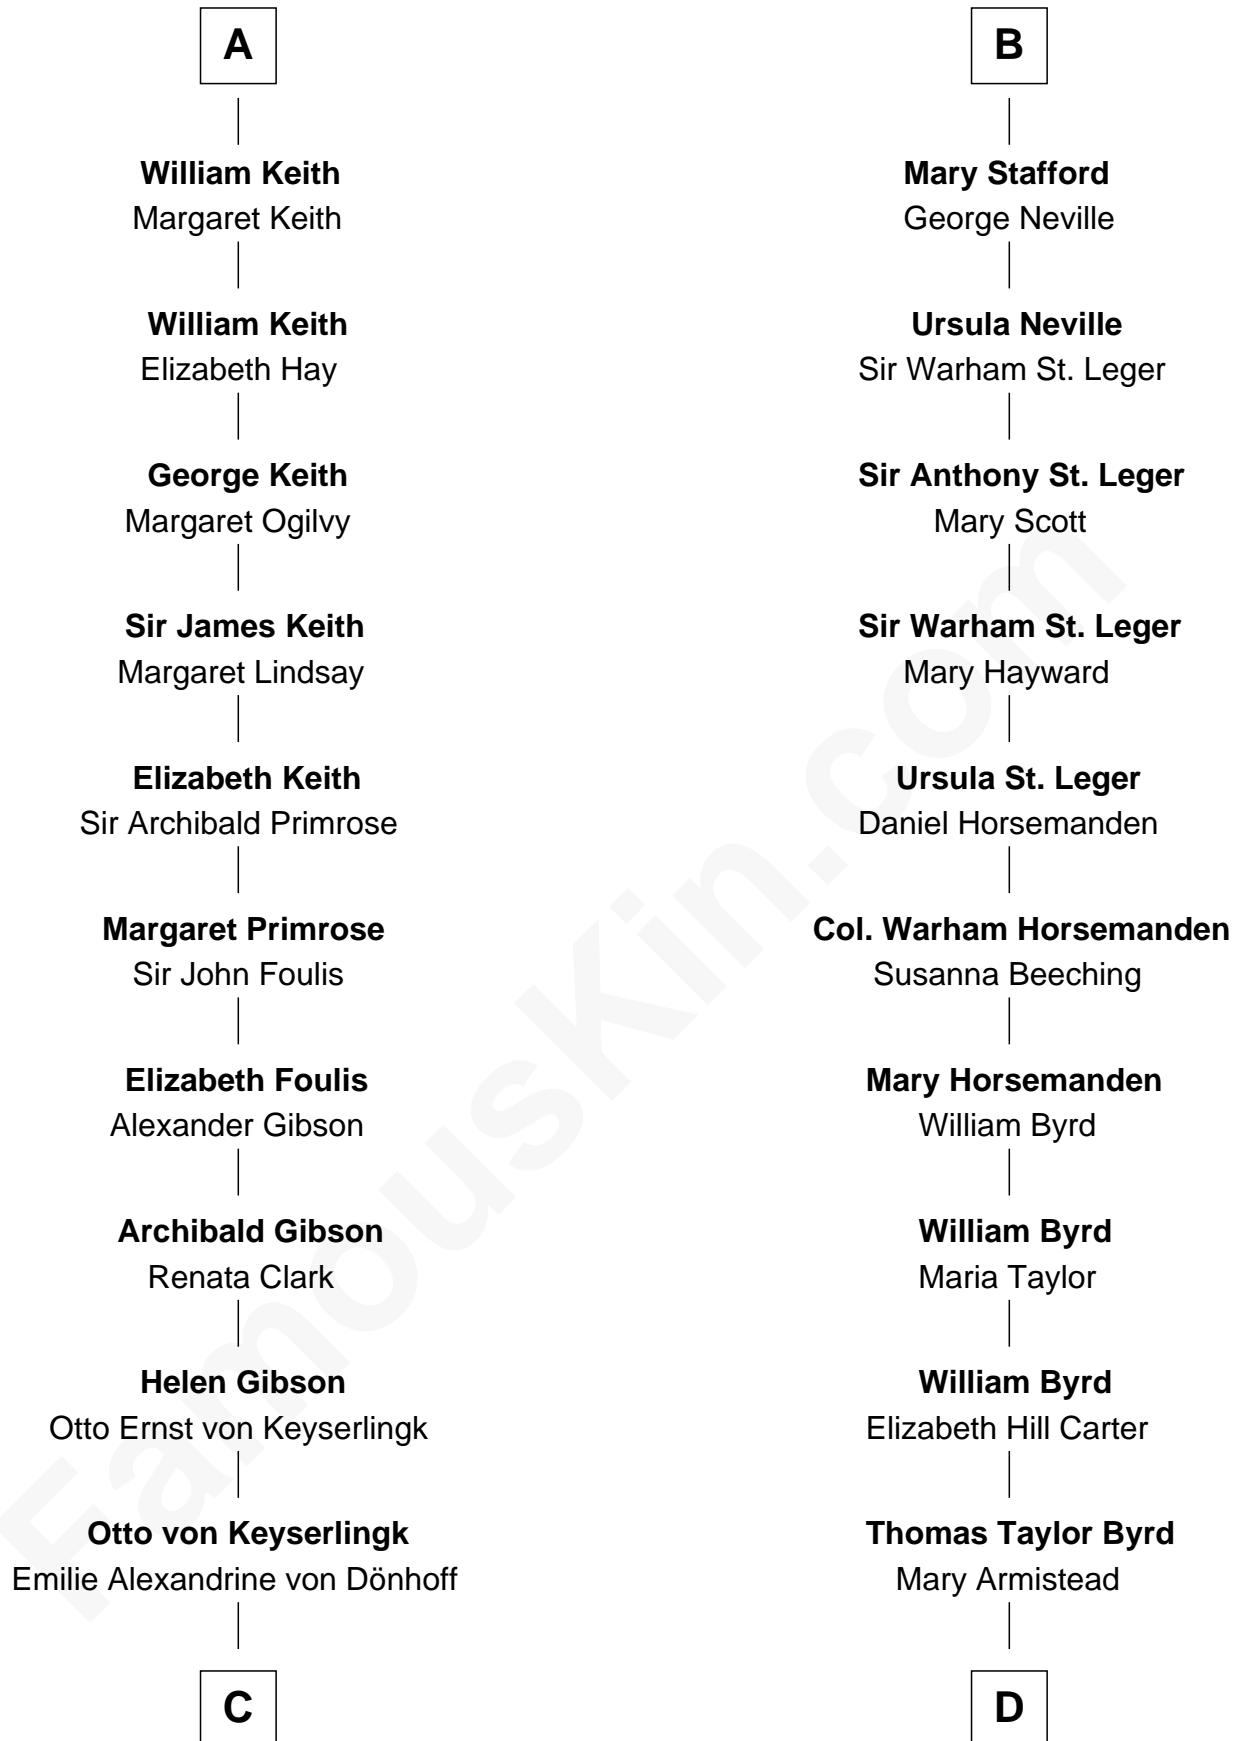 A
William Keith
Margaret Keith
William Keith
Elizabeth Hay
George Keith
Margaret Ogilvy
Sir James Keith
Margaret Lindsay
Elizabeth Keith
Sir Archibald Primrose
Margaret Primrose
Sir John Foulis
Elizabeth Foulis
Alexander Gibson
Archibald Gibson
Renata Clark
Helen Gibson
Otto Ernst von Keyserlingk
Otto von Keyserlingk
Emilie Alexandrine von Dönhoff
C
B
Mary Stafford
George Neville
Ursula Neville
Sir Warham St. Leger
Sir Anthony St. Leger
Mary Scott
Sir Warham St. Leger
Mary Hayward
Ursula St. Leger
Daniel Horsemanden
Col. Warham Horsemanden
Susanna Beeching
Mary Horsemanden
William Byrd
William Byrd
Maria Taylor
William Byrd
Elizabeth Hill Carter
Thomas Taylor Byrd
Mary Armistead
D
FamousKin.com